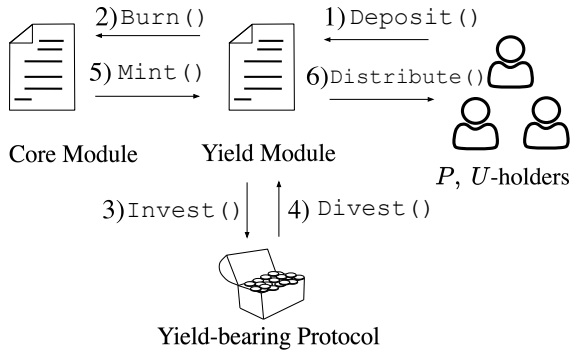 2) Burn()
1) Deposit()
5) Mint()
6) Distribute()
Core Module
Yield Module
P, U-holders
3) Invest()
4) Divest()
Yield-bearing Protocol